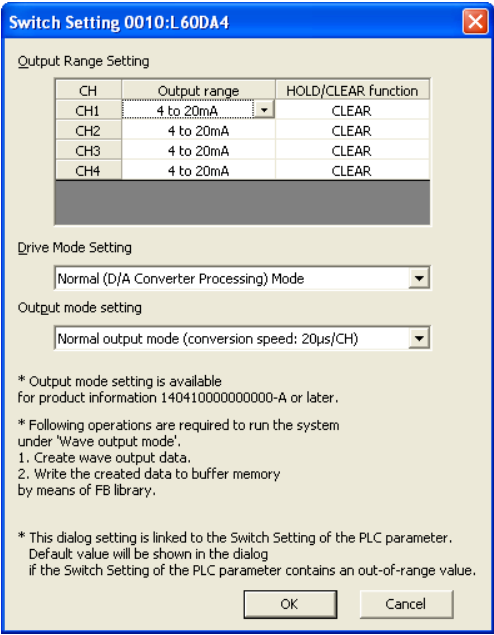 Switch Setting 0010:L60DA4
Output Range Setting
CH Output range HOLD/CLEAR function
CH1 4 to 20mA CLEAR
CH2 4 to 20mA CLEAR
CH3 4 to 20mA CLEAR
CH4 4 to 20mA CLEAR
Drive Mode Setting
Normal (D/A Converter Processing) Mode
Output mode setting
Normal output mode (conversion speed: 20µs/CH)
* Output mode setting is available
for product information 140410000000000-A or later.
* Following operations are required to run the system
under 'Wave output mode'.
1. Create wave output data.
2. Write the created data to buffer memory
by means of FB library.
* This dialog setting is linked to the Switch Setting of the PLC parameter.
Default value will be shown in the dialog
if the Switch Setting of the PLC parameter contains an out-of-range value.
OK Cancel